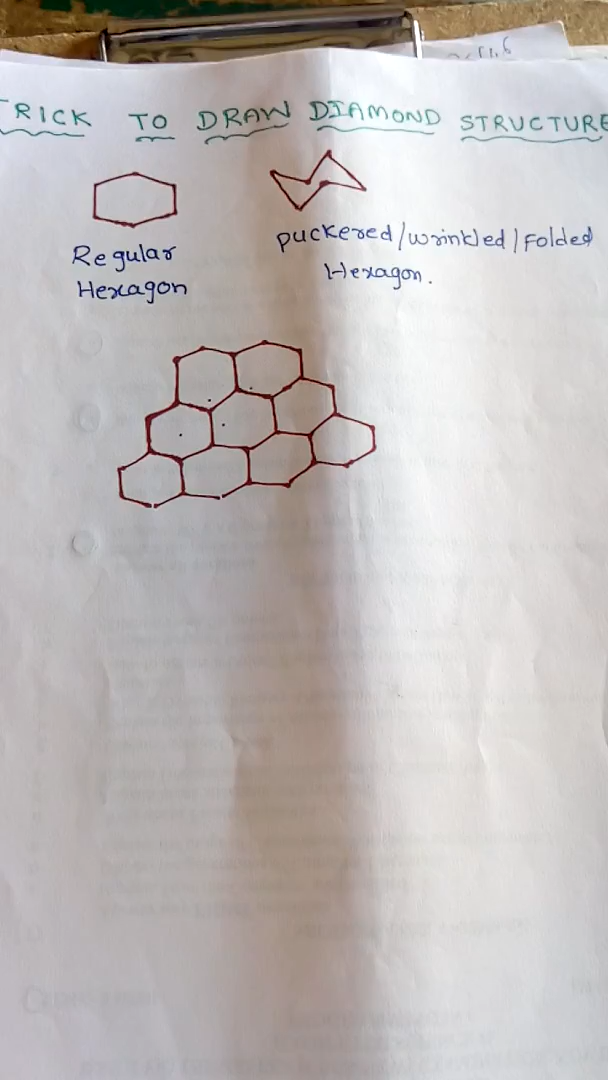 TRICK TO DRAW DIAMOND STRUCTURE
Regular
Hexagon
puckered/wrinkled/Folded
Hexagon.